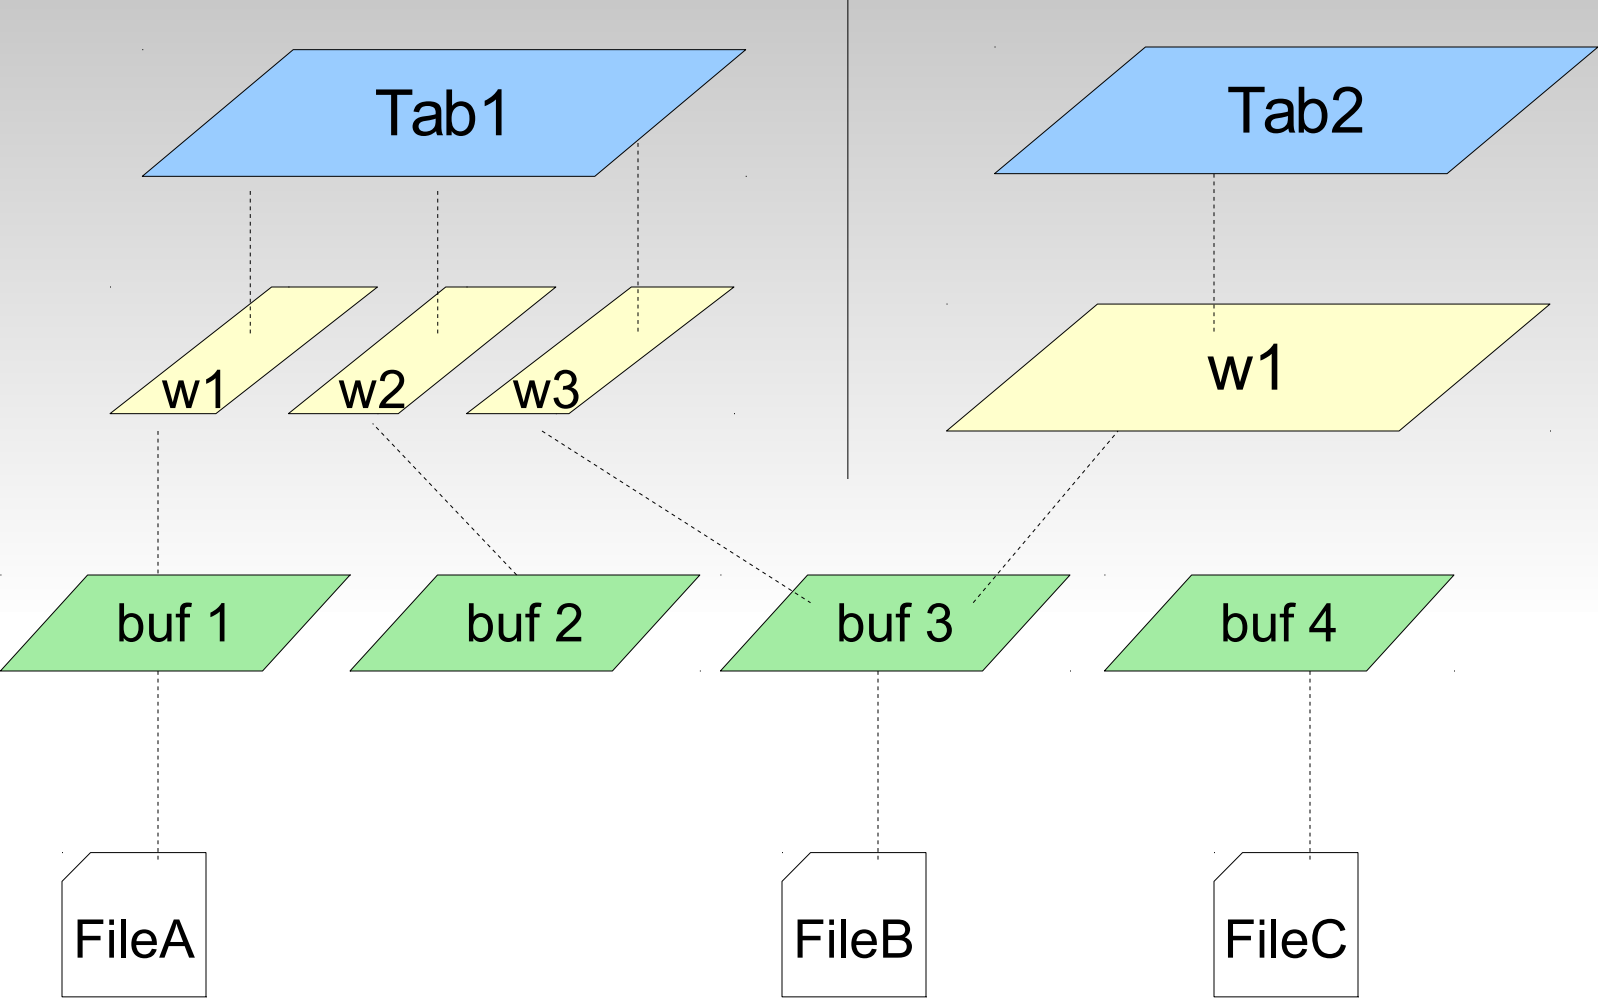 Tab1
Tab2
w1
w2
w3
w1
buf 1
buf 2
buf 3
buf 4
FileA
FileB
FileC